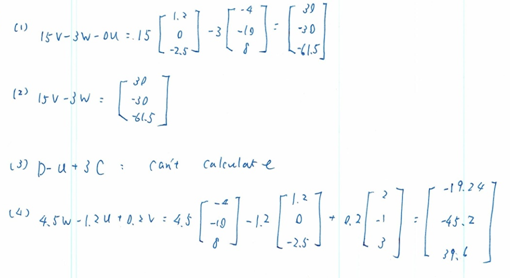 (1) 15V-3W-0U = 15 [1.2 0 -2.5] -3 [-4 -10 8] = [30 -30 -61.5]
(2) 15V-3W = [30 -30 -61.5]
(3) D-U+3C : can't calculate
(4) 4.5W-1.2U+0.2V = 4.5 [-4 -10 8] -1.2 [1.2 0 -2.5] + 0.2 [2 -1 3] = [-19.24 -45.2 39.6]